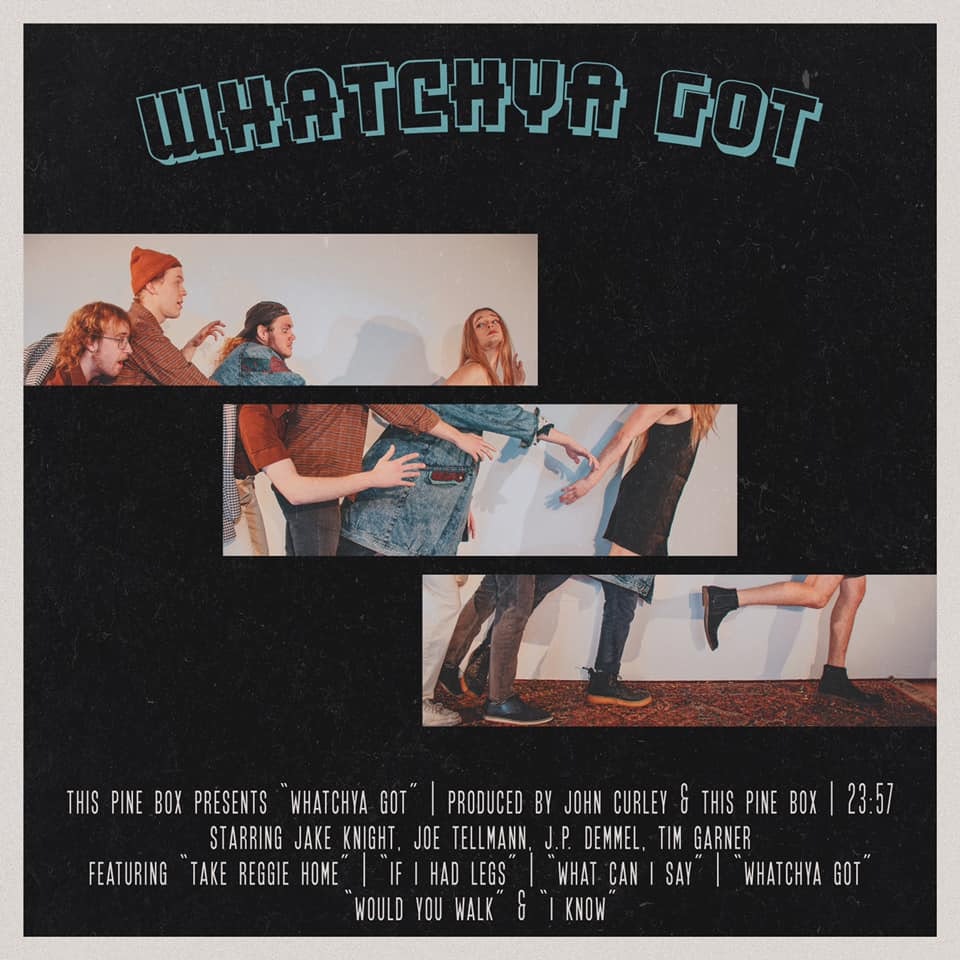 WHATCHYA GOT
THIS PINE BOX PRESENTS "WHATCHYA GOT" | PRODUCED BY JOHN CURLEY & THIS PINE BOX | 23:57
STARRING JAKE KNIGHT, JOE TELLMANN, J.P. DEMMEL, TIM GARNER
FEATURING "TAKE REGGIE HOME" | "IF I HAD LEGS" | "WHAT CAN I SAY" | "WHATCHYA GOT"
"WOULD YOU WALK" & "I KNOW"